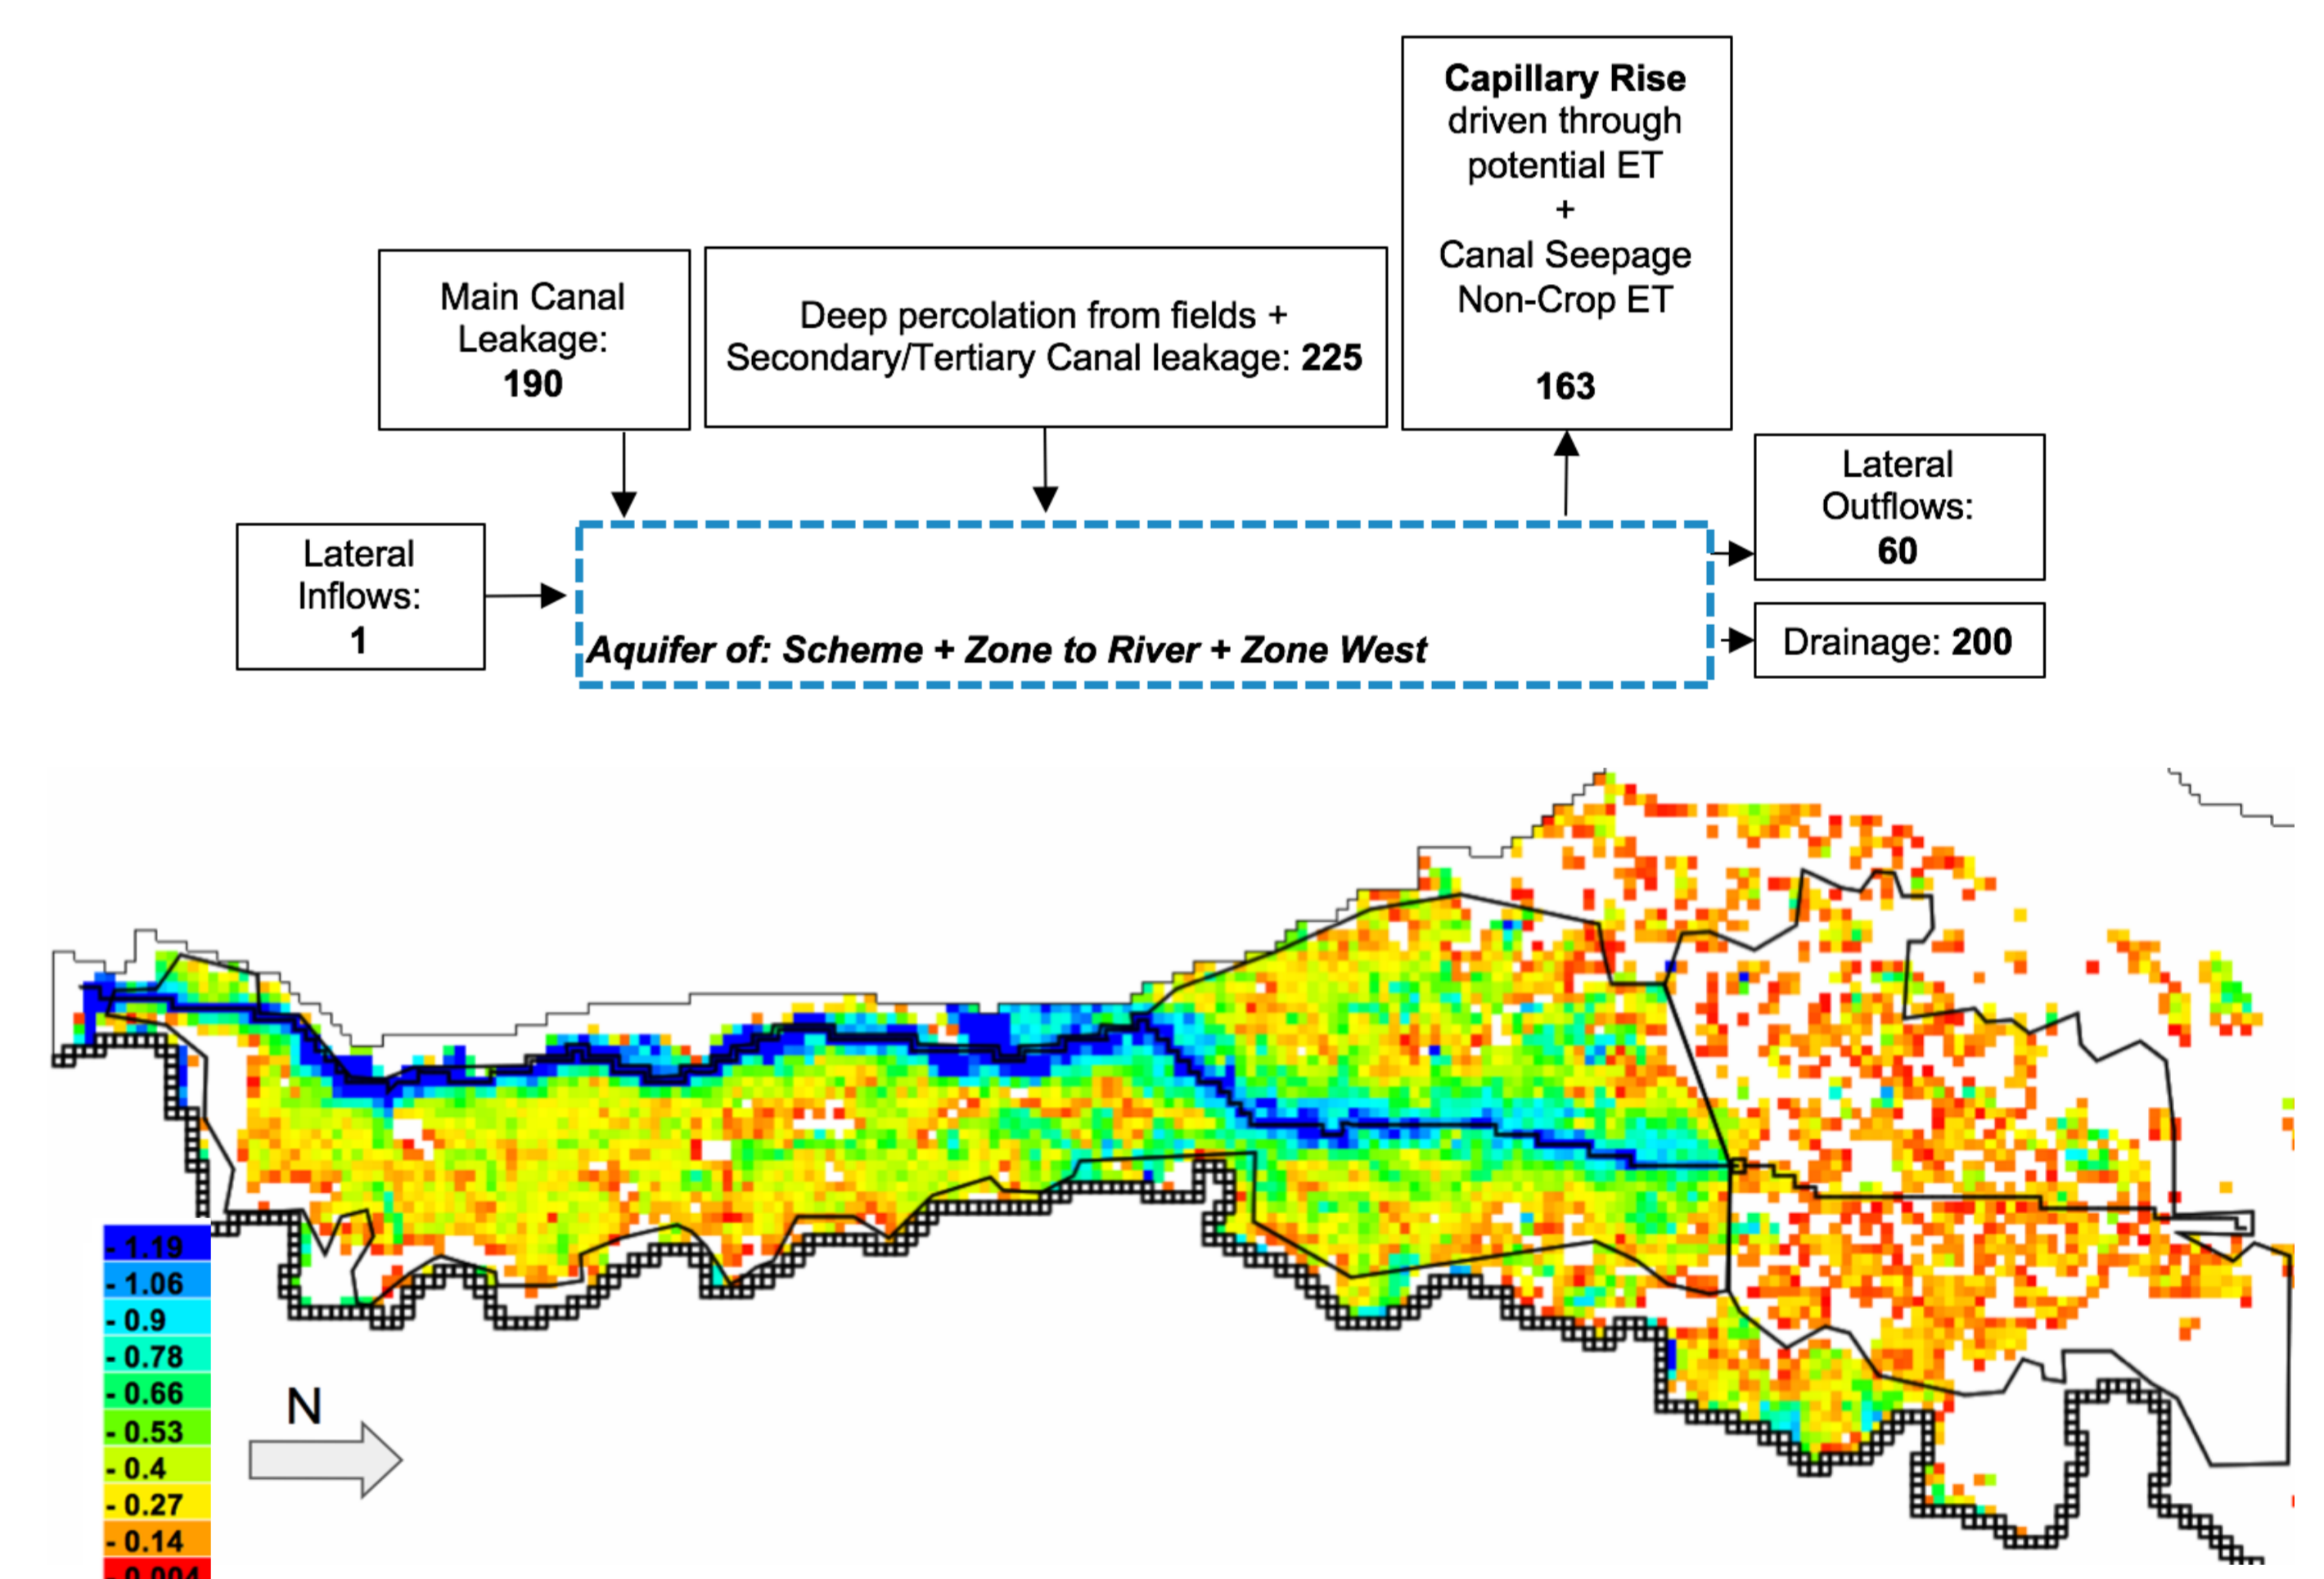 Capillary Rise
driven through
potential ET
+
Canal Seepage
Non-Crop ET
163
Main Canal
Leakage:
190
Deep percolation from fields +
Secondary/Tertiary Canal leakage: 225
Lateral
Inflows:
1
Lateral
Outflows:
60
Drainage: 200
Aquifer of: Scheme + Zone to River + Zone West
- 1.19
- 1.06
- 0.9
- 0.78
- 0.66
- 0.53
- 0.4
- 0.27
- 0.14
- 0.004
N